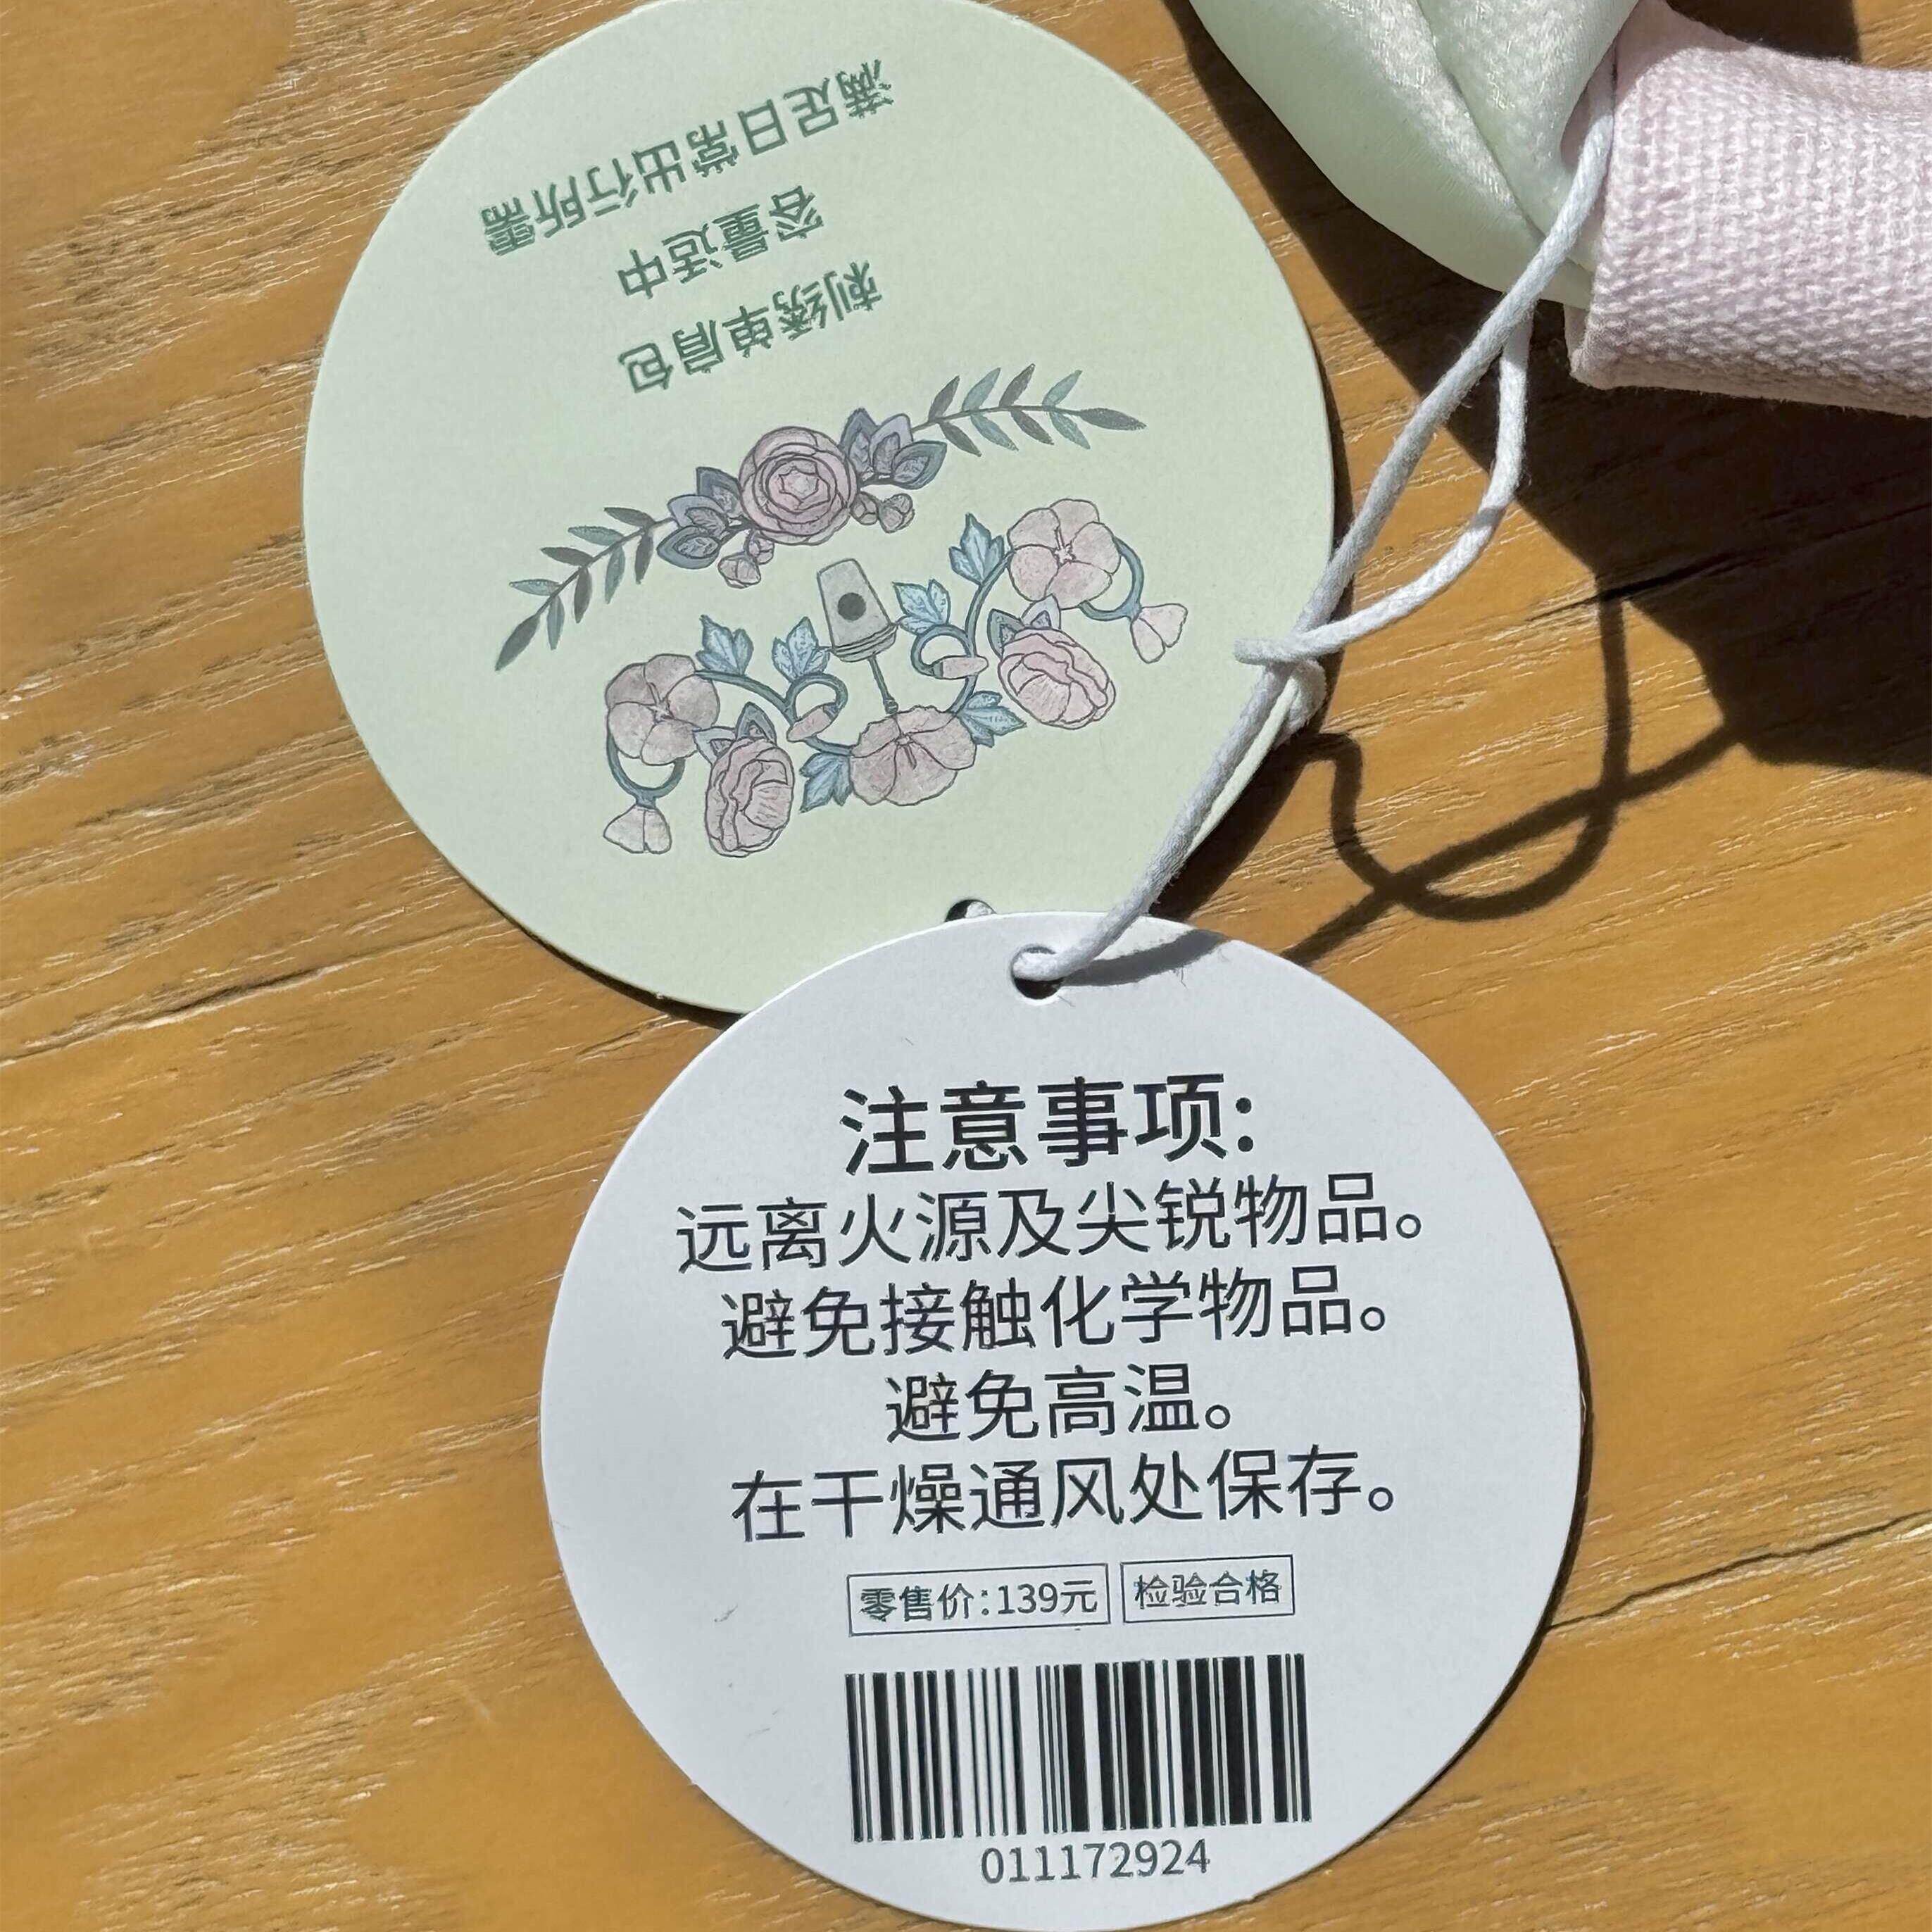 刺绣单肩包
容量适中
满足日常出行所需
注意事项:
远离火源及尖锐物品。
避免接触化学物品。
避免高温。
在干燥通风处保存。
零售价:139元 检验合格
011172924